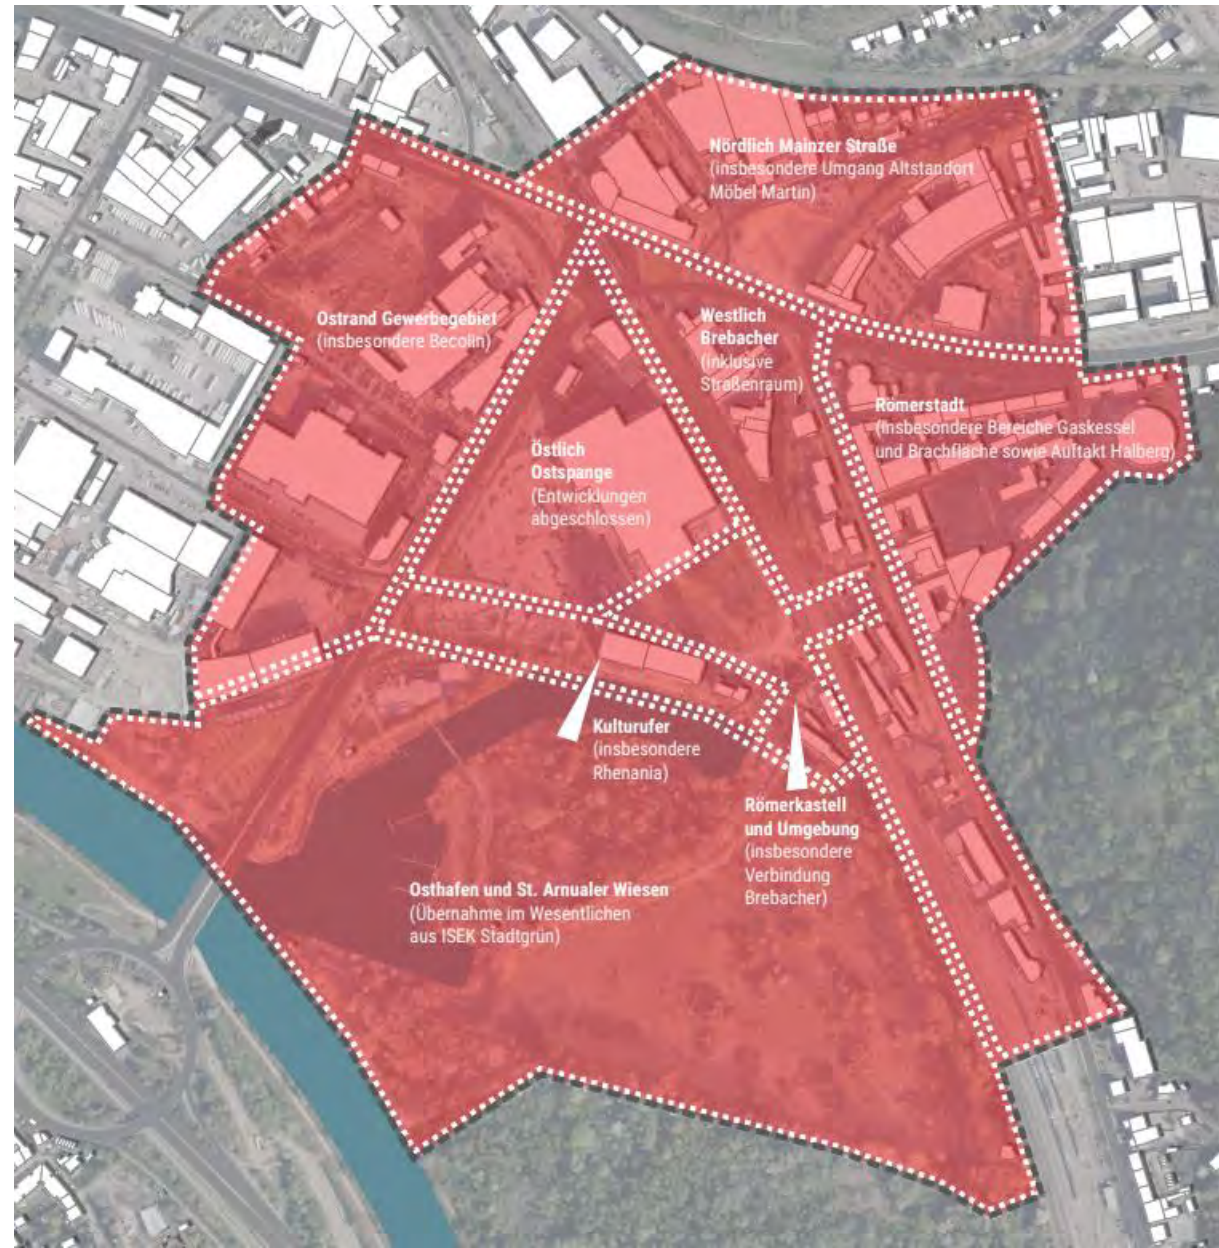 Nördlich Mainzer Straße
(insbesondere Umgang Altstandort
Möbel Martin)
Ostrand Gewerbegebiet
(insbesondere Becolin)
Westlich
Brebacher
(inklusive
Straßenraum)
Römerstadt
(Insbesondere Bereiche Gaskessel
und Brachfläche sowie Auftakt Halberg)
Östlich
Ostspange
(Entwicklungen
abgeschlossen)
Kulturufer
(insbesondere
Rhenania)
Römerkastell
und Umgebung
(insbesondere
Verbindung
Brebacher)
Osthafen und St. Arnualer Wiesen
(Übernahme im Wesentlichen
aus ISEK Stadtgrün)